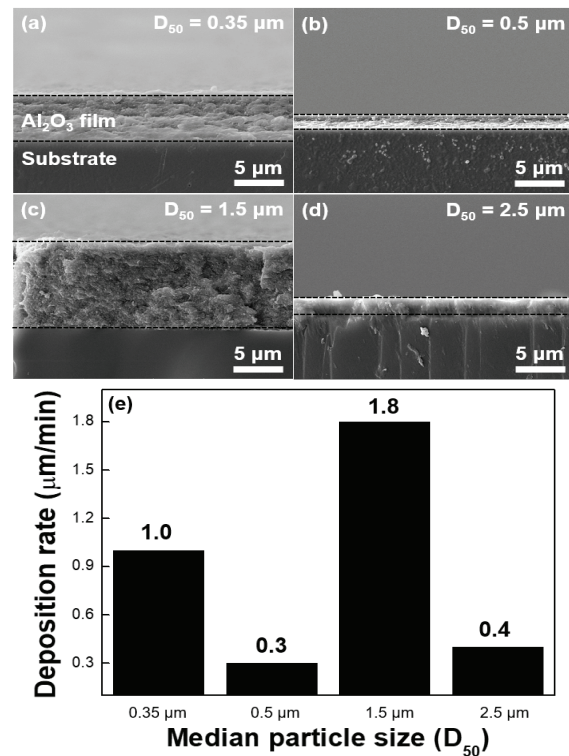 (a) D₅₀ = 0.35 µm
Al₂O₃ film
Substrate
5 µm
(b) D₅₀ = 0.5 µm
5 µm
(c) D₅₀ = 1.5 µm
5 µm
(d) D₅₀ = 2.5 µm
5 µm
(e)
Deposition rate (µm/min)
1.8
1.5
1.2
0.9
0.6
0.3
1.0
0.3
1.8
0.4
0.35 µm 0.5 µm 1.5 µm 2.5 µm
Median particle size (D₅₀)